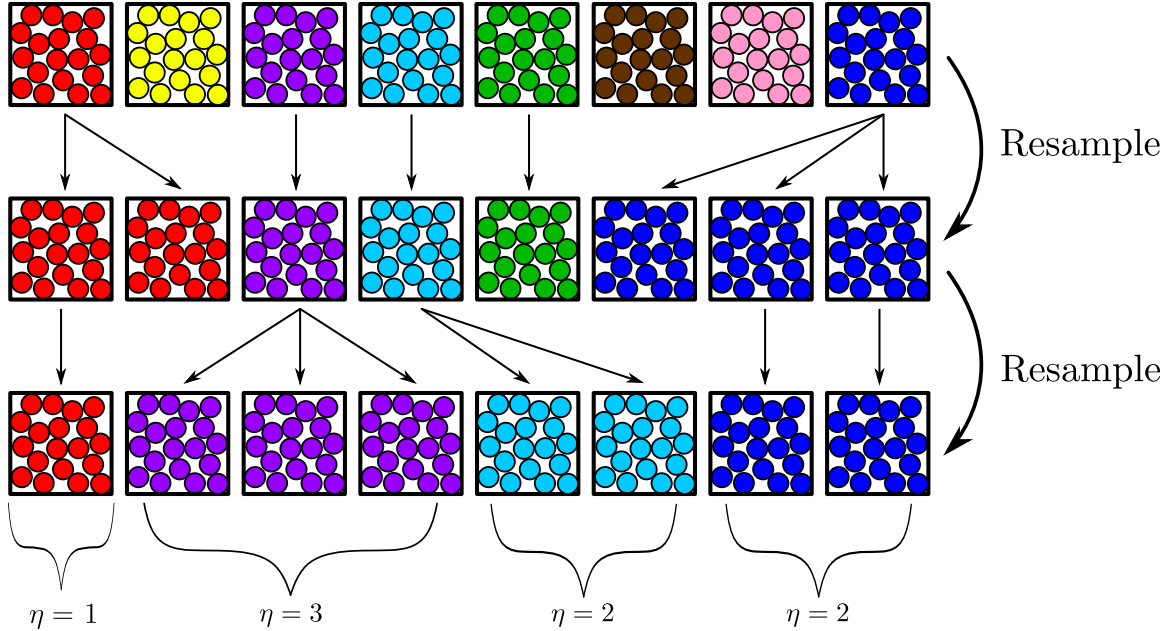 Resample
Resample
η = 1
η = 3
η = 2
η = 2